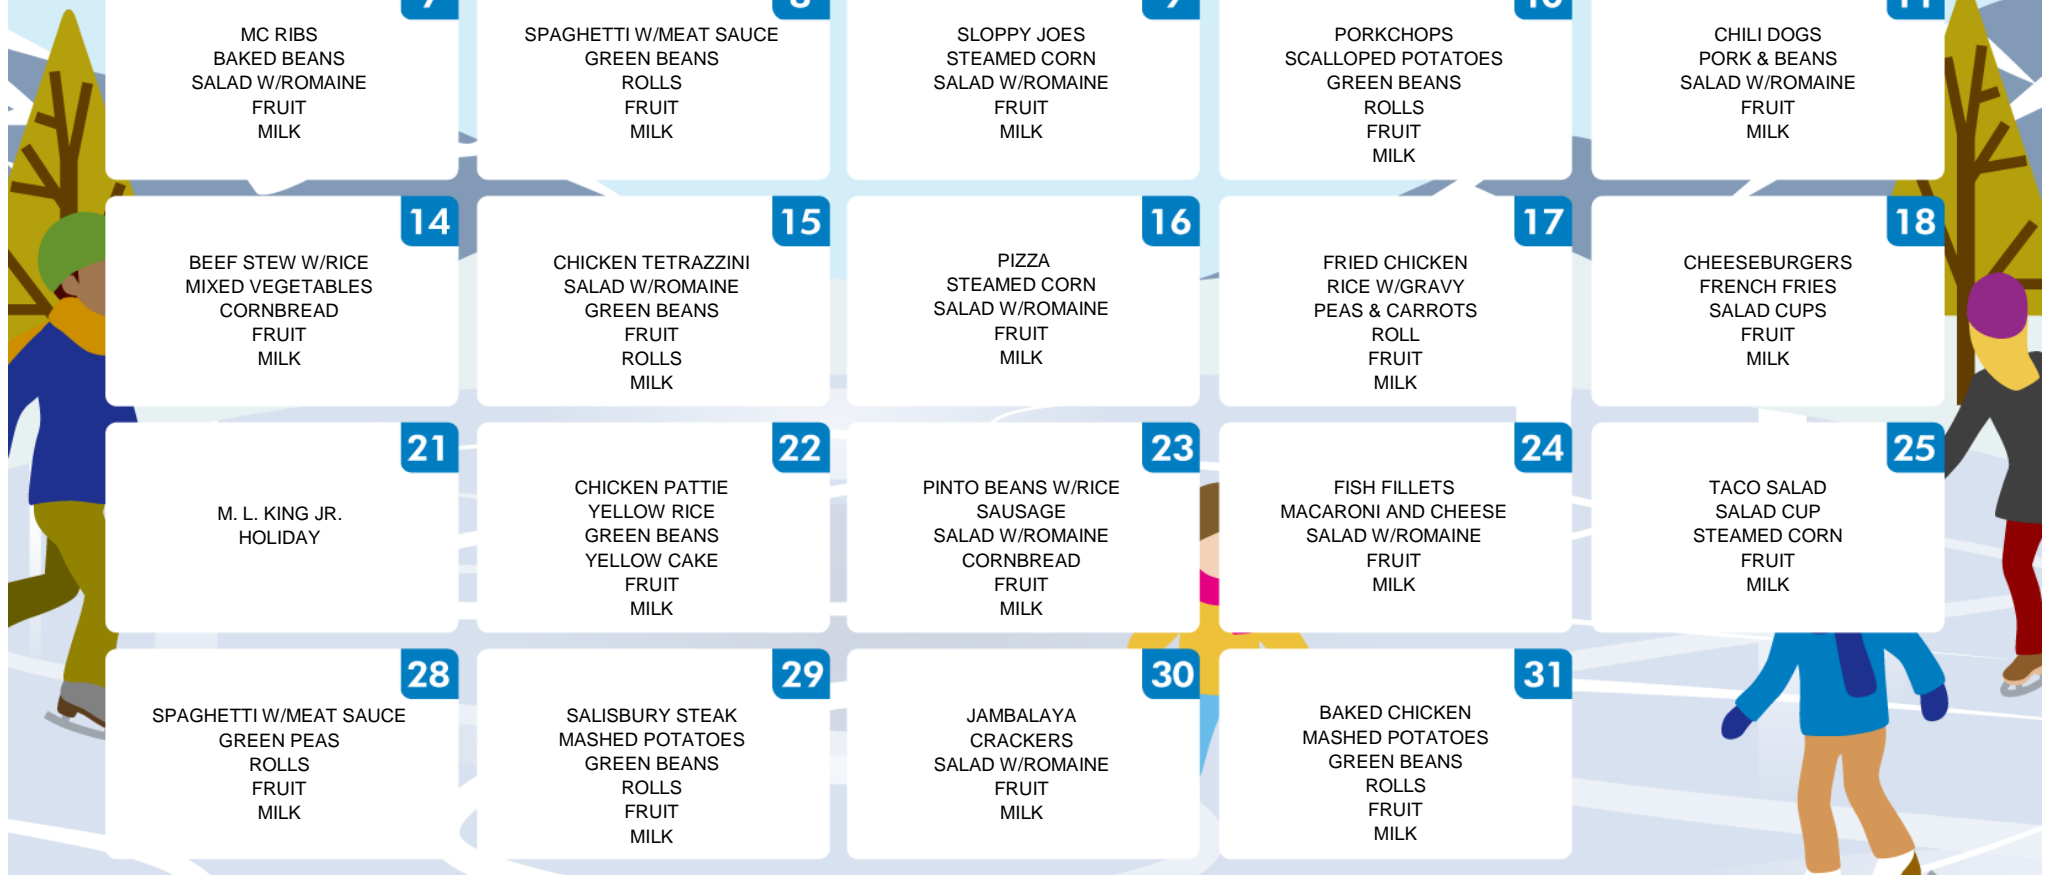 7
MC RIBS
BAKED BEANS
SALAD W/ROMAINE
FRUIT
MILK
8
SPAGHETTI W/MEAT SAUCE
GREEN BEANS
ROLLS
FRUIT
MILK
9
SLOPPY JOES
STEAMED CORN
SALAD W/ROMAINE
FRUIT
MILK
10
PORKCHOPS
SCALLOPED POTATOES
GREEN BEANS
ROLLS
FRUIT
MILK
11
CHILI DOGS
PORK & BEANS
SALAD W/ROMAINE
FRUIT
MILK
14
BEEF STEW W/RICE
MIXED VEGETABLES
CORNBREAD
FRUIT
MILK
15
CHICKEN TETRAZZINI
SALAD W/ROMAINE
GREEN BEANS
FRUIT
ROLLS
MILK
16
PIZZA
STEAMED CORN
SALAD W/ROMAINE
FRUIT
MILK
17
FRIED CHICKEN
RICE W/GRAVY
PEAS & CARROTS
ROLL
FRUIT
MILK
18
CHEESEBURGERS
FRENCH FRIES
SALAD CUPS
FRUIT
MILK
21
M. L. KING JR.
HOLIDAY
22
CHICKEN PATTIE
YELLOW RICE
GREEN BEANS
YELLOW CAKE
FRUIT
MILK
23
PINTO BEANS W/RICE
SAUSAGE
SALAD W/ROMAINE
CORNBREAD
FRUIT
MILK
24
FISH FILLETS
MACARONI AND CHEESE
SALAD W/ROMAINE
FRUIT
MILK
25
TACO SALAD
SALAD CUP
STEAMED CORN
FRUIT
MILK
28
SPAGHETTI W/MEAT SAUCE
GREEN PEAS
ROLLS
FRUIT
MILK
29
SALISBURY STEAK
MASHED POTATOES
GREEN BEANS
ROLLS
FRUIT
MILK
30
JAMBALAYA
CRACKERS
SALAD W/ROMAINE
FRUIT
MILK
31
BAKED CHICKEN
MASHED POTATOES
GREEN BEANS
ROLLS
FRUIT
MILK